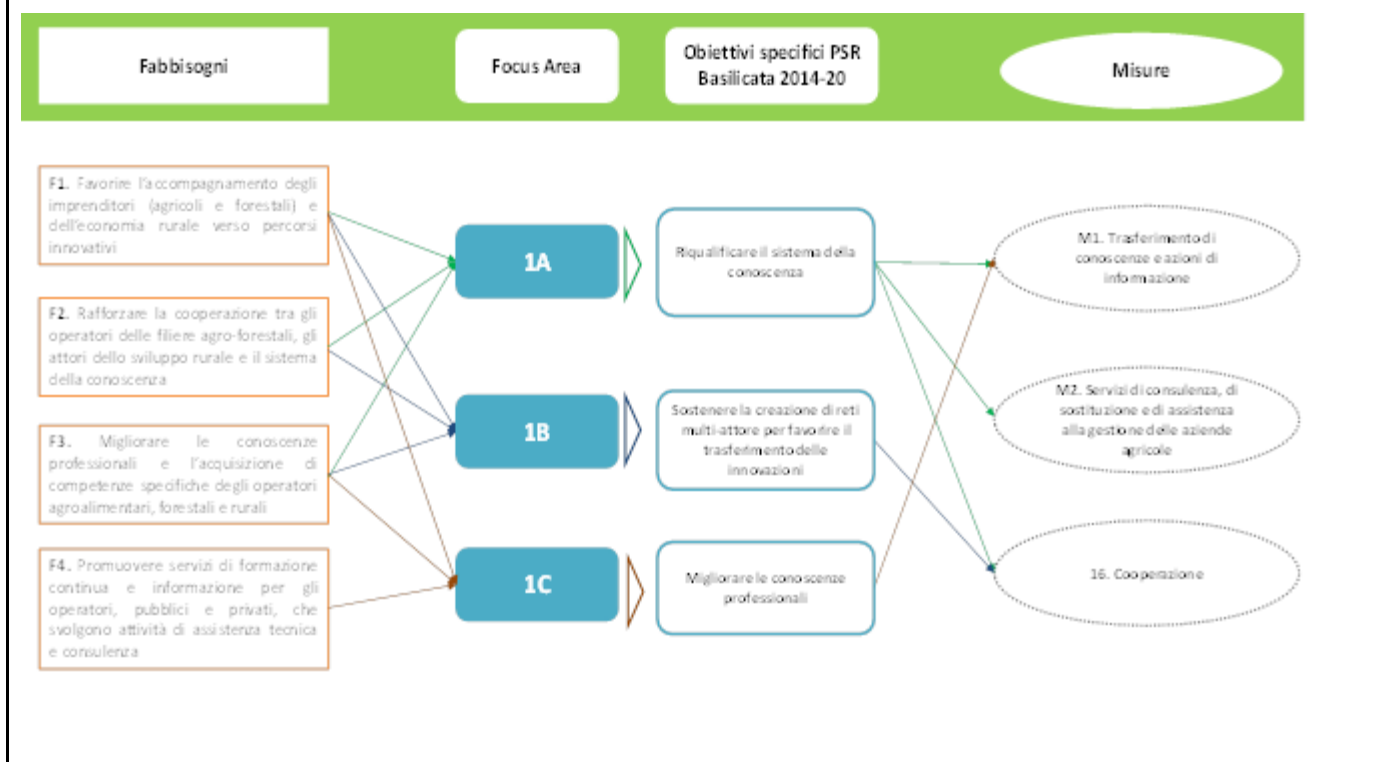 Fabbisogni
Focus Area
Obiettivi specifici PSR
Basilicata 2014-20
Misure
F1. Favorire l'accompagnamento degli
imprenditori (agricoli e forestali) e
dell'economia rurale verso percorsi
innovativi
F2. Rafforzare la cooperazione tra gli
operatori delle filiere agro-forestali, gli
attori dello sviluppo rurale e il sistema
della conoscenza
F3. Migliorare le conoscenze
professionali e l'acquisizione di
competenze specifiche degli operatori
agroalimentari, forestali e rurali
F4. Promuovere servizi di formazione
continua e informazione per gli
operatori, pubblici e privati, che
svolgono attività di assistenza tecnica
e consulenza
1A
1B
1C
Riqualificare il sistema della
conoscenza
Sostenere la creazione di reti
multi-attore per favorire il
trasferimento delle
innovazioni
Migliorare le conoscenze
professionali
M1. Trasferimento di
conoscenze e azioni di
informazione
M2. Servizi di consulenza, di
sostituzione e di assistenza
alla gestione delle aziende
agricole
16. Cooperazione